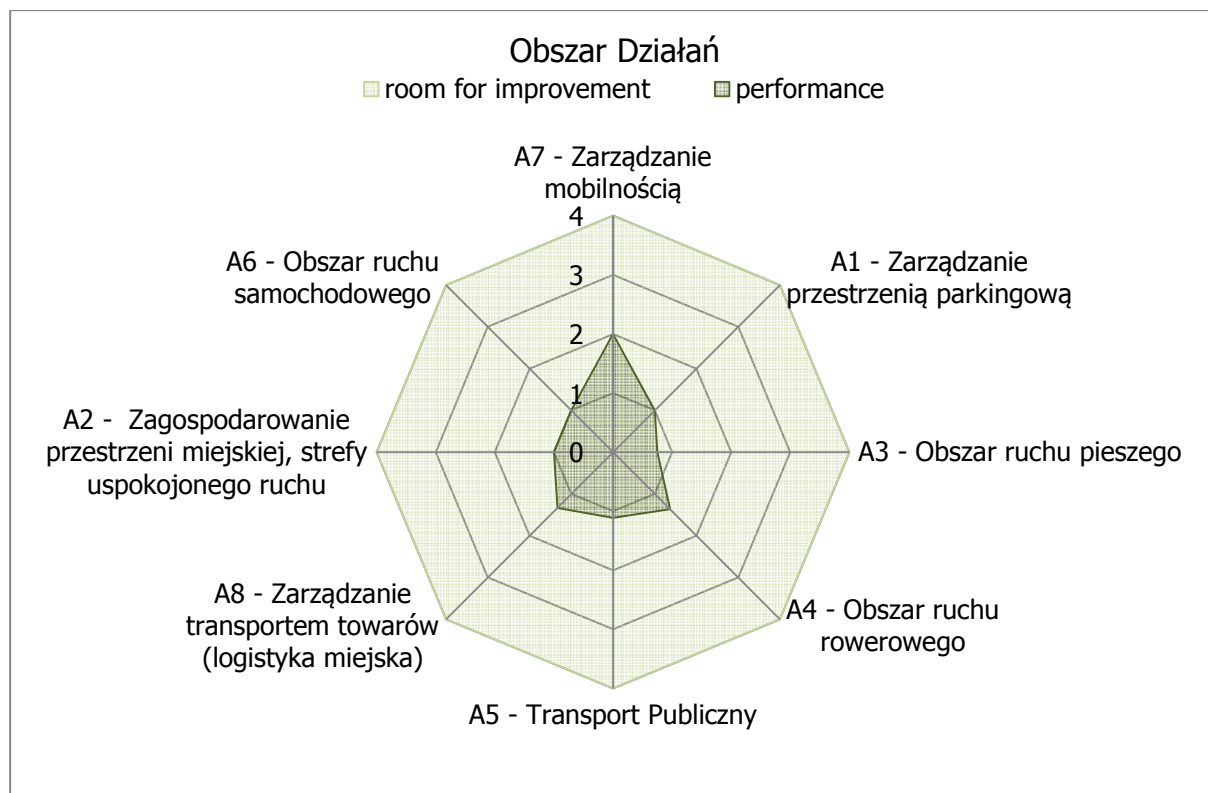 Obszar Działań
room for improvement
performance
A7 - Zarządzanie
mobilnością
A1 - Zarządzanie
przestrzenią parkingową
A3 - Obszar ruchu pieszego
A4 - Obszar ruchu
rowerowego
A5 - Transport Publiczny
A8 - Zarządzanie
transportem towarów
(logistyka miejska)
A2 -  Zagospodarowanie
przestrzeni miejskiej, strefy
uspokojonego ruchu
A6 - Obszar ruchu
samochodowego
4
3
2
1
0